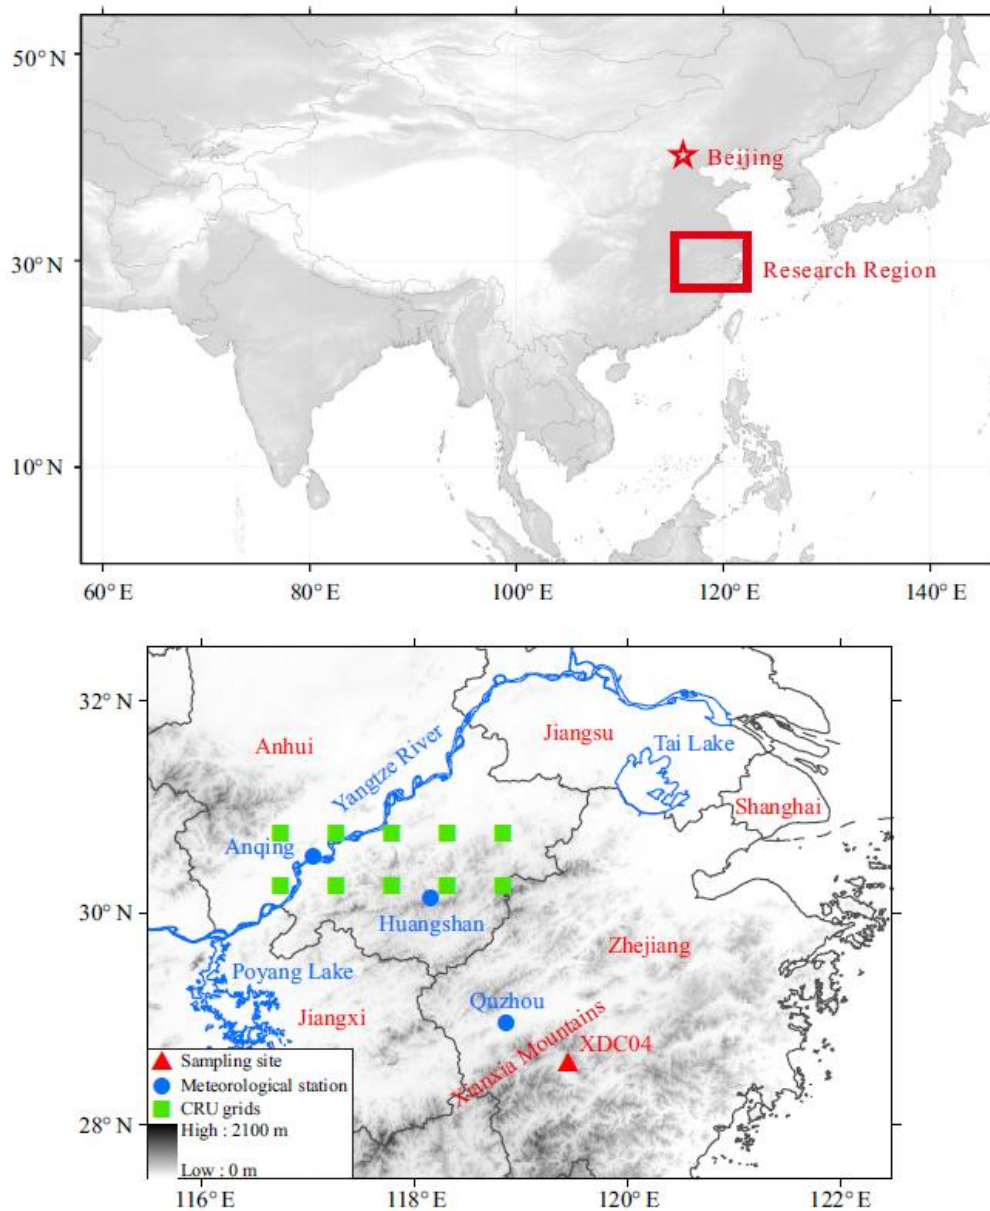 50° N
Beijing
30° N
Research Region
10° N
60° E
80° E
100° E
120° E
140° E
32° N
Anhui
Jiangsu
Yangtze River
Tai Lake
Shanghai
Anqing
30° N
Huangshan
Zhejiang
Poyang Lake
Quzhou
Jiangxi
XDC04
Xianxia Mountains
Sampling site
Meteorological station
CRU grids
High : 2100 m
28° N
Low : 0 m
116° E
118° E
120° E
122° E